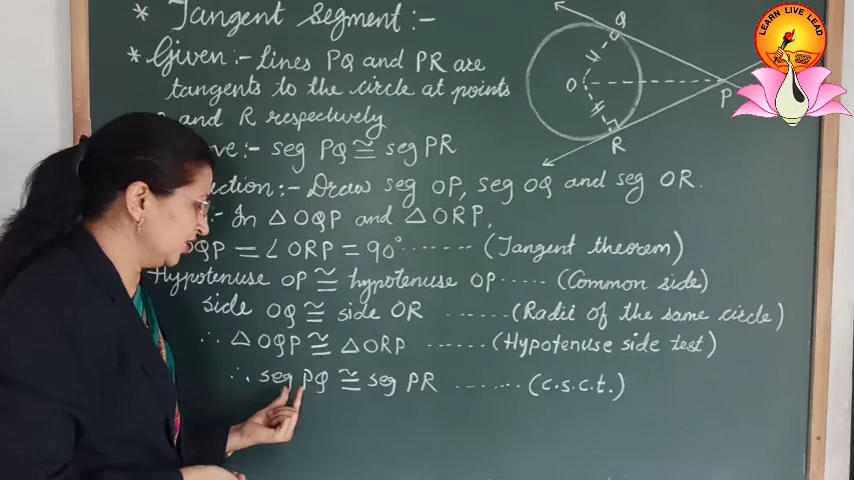 * Tangent Segment :-
* Given :- Lines PQ and PR are
tangents to the circle at points
and R respectively
seg PQ ≅ seg PR
Draw seg OP, seg OQ and seg OR.
:- In △OQP and △ORP,
∠ORP = 90° ....... (Tangent theorem)
Hypotenuse OP ≅ hypotenuse OP ..... (Common side)
side OQ ≅ side OR ...... (Radii of the same circle)
∴ △OQP ≅ △ORP ...... (Hypotenuse side test)
∴ seg PQ ≅ seg PR ....... (c.s.c.t.)
Q
O
P
R
LEARN LIVE LEAD